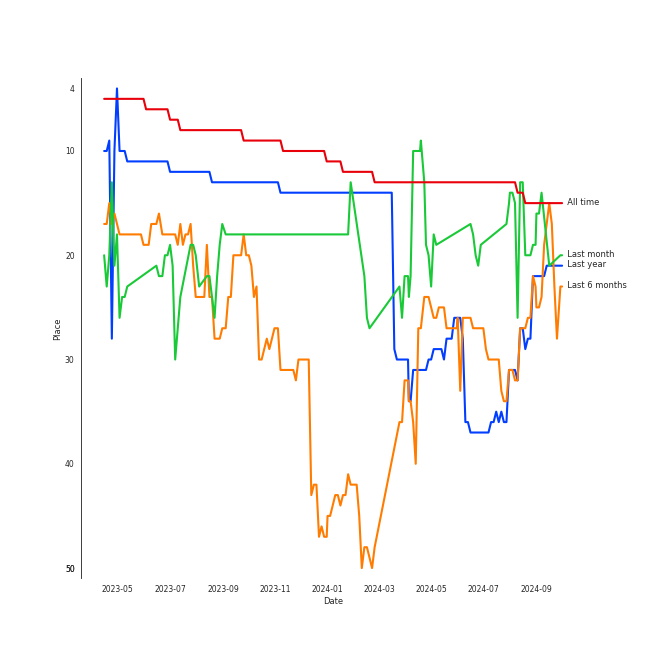 4
10
All time
20
Last month
Last year
Last 6 months
Place
30
40
50
2023-05
2023-07
2023-09
2023-11
2024-01
2024-03
2024-05
2024-07
2024-09
Date